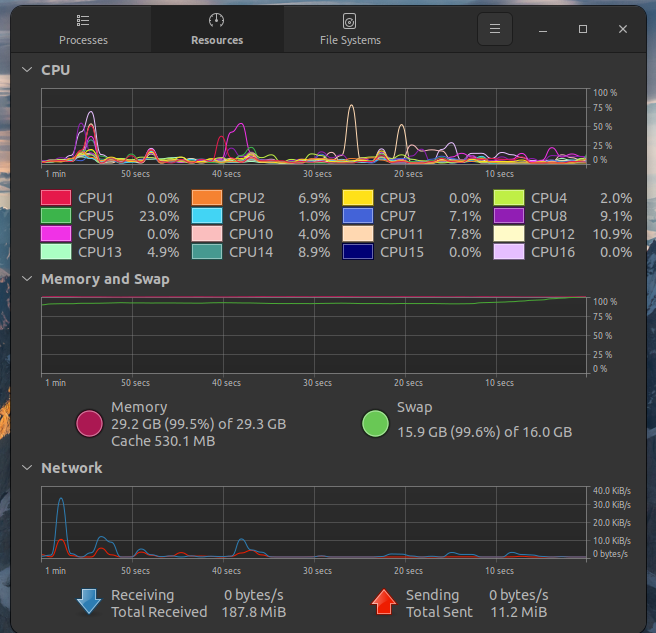 Processes Resources File Systems
CPU
100 %
75 %
50 %
25 %
0 %
1 min 50 secs 40 secs 30 secs 20 secs 10 secs
CPU1 0.0% CPU2 6.9% CPU3 0.0% CPU4 2.0%
CPU5 23.0% CPU6 1.0% CPU7 7.1% CPU8 9.1%
CPU9 0.0% CPU10 4.0% CPU11 7.8% CPU12 10.9%
CPU13 4.9% CPU14 8.9% CPU15 0.0% CPU16 0.0%
Memory and Swap
100 %
75 %
50 %
25 %
0 %
1 min 50 secs 40 secs 30 secs 20 secs 10 secs
Memory
29.2 GB (99.5%) of 29.3 GB
Cache 530.1 MB
Swap
15.9 GB (99.6%) of 16.0 GB
Network
40.0 KiB/s
30.0 KiB/s
20.0 KiB/s
10.0 KiB/s
0 bytes/s
1 min 50 secs 40 secs 30 secs 20 secs 10 secs
Receiving 0 bytes/s
Total Received 187.8 MiB
Sending 0 bytes/s
Total Sent 11.2 MiB